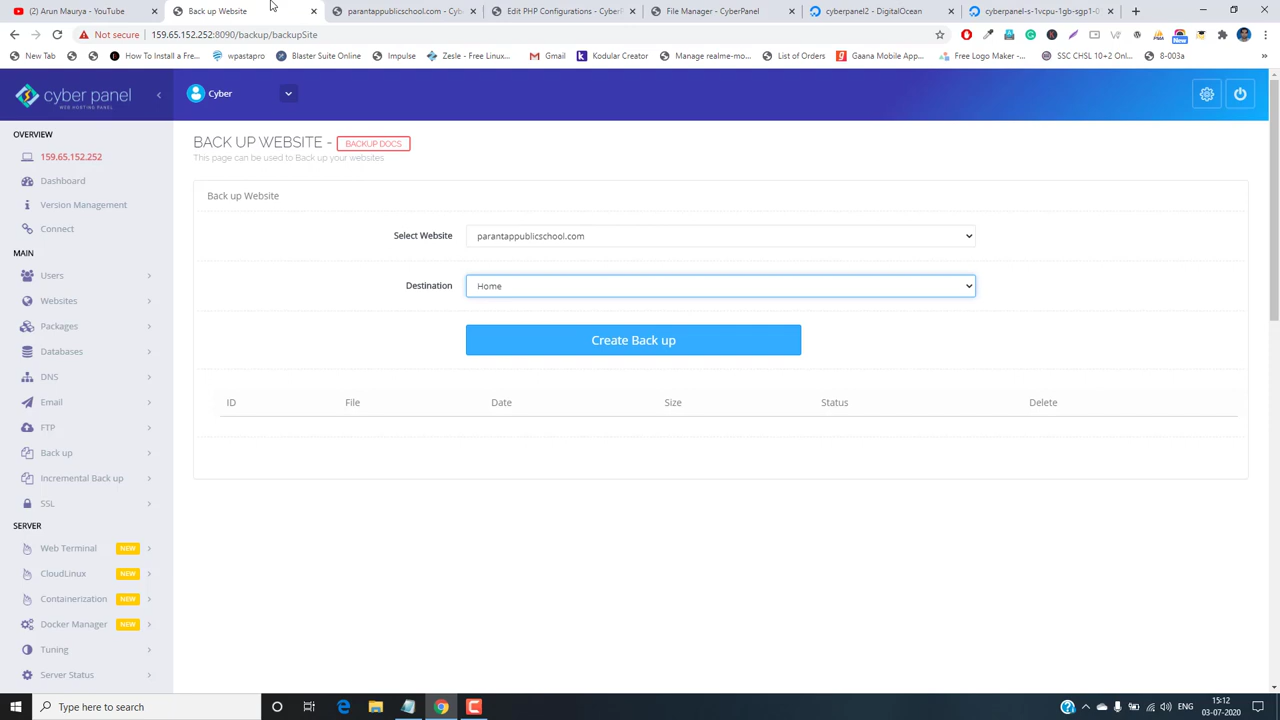 (2) Arun Maurya - YouTube
Back up Website
parantappublicschool.com - Cyb
Edit PHP Configurations - CyberP
File Manager - CyberPanel
cyberpanel2 - DigitalOcean
cyberpanel-s-1vcpu-1gb-sgp1-0
Not secure
159.65.152.252:8090/backup/backupSite
New Tab
How To Install a Fre...
wpastapro
Blaster Suite Online
Impulse
Zesle - Free Linux...
Gmail
Kodular Creator
Manage realme-mo...
List of Orders
Gaana Mobile App...
Free Logo Maker -...
SSC CHSL 10+2 Onl...
8-003a
New
cyber panel
WEB HOSTING PANEL
Cyber
OVERVIEW
159.65.152.252
Dashboard
Version Management
Connect
MAIN
Users
Websites
Packages
Databases
DNS
Email
FTP
Back up
Incremental Back up
SSL
SERVER
Web Terminal NEW
CloudLinux NEW
Containerization NEW
Docker Manager NEW
Tuning
Server Status
BACK UP WEBSITE - BACKUP DOCS
This page can be used to Back up your websites
Back up Website
Select Website parantappublicschool.com
Destination Home
Create Back up
ID File Date Size Status Delete
Type here to search
ENG
15:12
03-07-2020